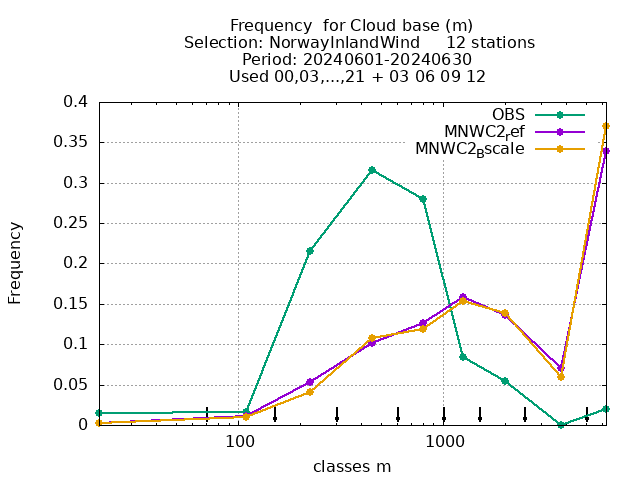 Frequency  for Cloud base (m)
Selection: NorwayInlandWind     12 stations
Period: 20240601-20240630
Used 00,03,...,21 + 03 06 09 12
0.4
0.35
0.3
0.25
0.2
0.15
0.1
0.05
0
Frequency
OBS
MNWC2ref
MNWC2Bscale
100
1000
classes m